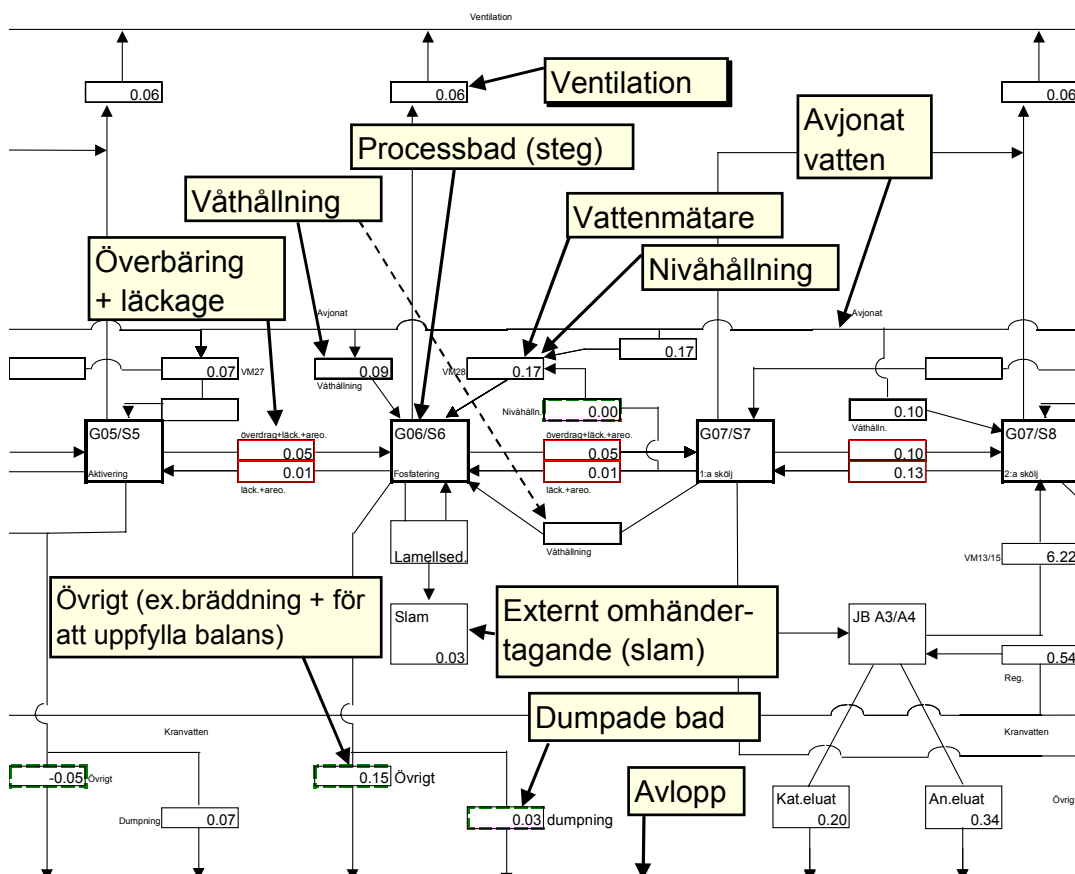 Ventilation
0.06
0.06
0.06
Ventilation
Avjonat
vatten
Processbad (steg)
Våthållning
Vattenmätare
Överbäring
+ läckage
Nivåhållning
Avjonat
Avjonat
0.07
VM27
0.09
Våthållning
VM28
0.17
0.17
Nivåhålln.
0.00
0.10
Våthålln.
G05/S5
Aktivering
överdrag+läck.+areo.
0.05
0.01
läck.+areo.
G06/S6
Fosfatering
överdrag+läck.+areo.
0.05
0.01
läck.+areo.
G07/S7
1:a skölj
0.10
0.13
G07/S8
2:a skölj
Våthållning
Lamellsed.
VM13/15
6.22
Övrigt (ex.bräddning + för
att uppfylla balans)
Slam
0.03
Externt omhänder-
tagande (slam)
JB A3/A4
0.54
Reg.
Dumpade bad
Kranvatten
Kranvatten
-0.05
Övrigt
0.15
Övrigt
Avlopp
Dumpning
0.07
0.03
dumpning
Kat.eluat
0.20
An.eluat
0.34
Övrigt